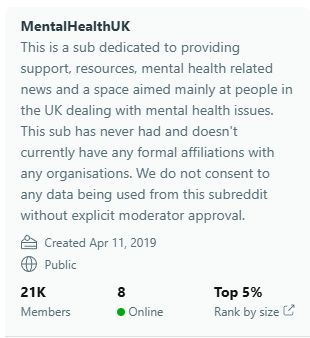 MentalHealthUK
This is a sub dedicated to providing
support, resources, mental health related
news and a space aimed mainly at people in
the UK dealing with mental health issues.
This sub has never had and doesn't
currently have any formal affiliations with
any organisations. We do not consent to
any data being used from this subreddit
without explicit moderator approval.
Created Apr 11, 2019
Public
21K 8 Top 5%
Members Online Rank by size